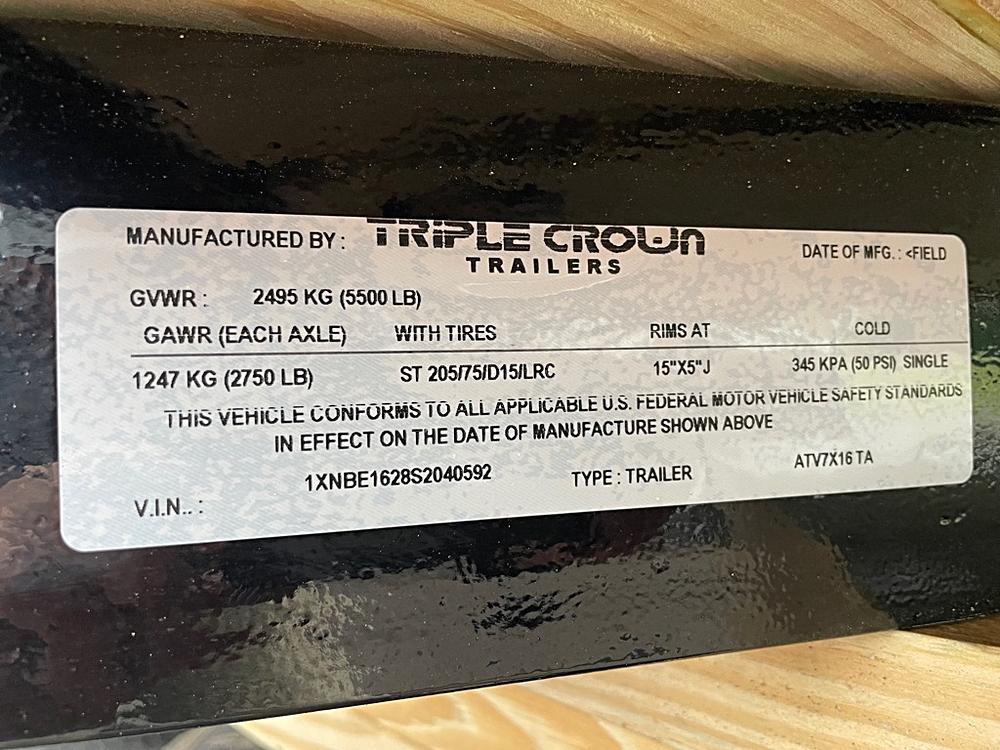 MANUFACTURED BY : TRIPLE CROWN DATE OF MFG. : <FIELD
TRAILERS
GVWR : 2495 KG (5500 LB)
GAWR (EACH AXLE) WITH TIRES RIMS AT COLD
1247 KG (2750 LB) ST 205/75/D15/LRC 15"X5"J 345 KPA (50 PSI) SINGLE
THIS VEHICLE CONFORMS TO ALL APPLICABLE U.S. FEDERAL MOTOR VEHICLE SAFETY STANDARDS
IN EFFECT ON THE DATE OF MANUFACTURE SHOWN ABOVE
V.I.N.. : 1XNBE1628S2040592 TYPE : TRAILER ATV7X16 TA